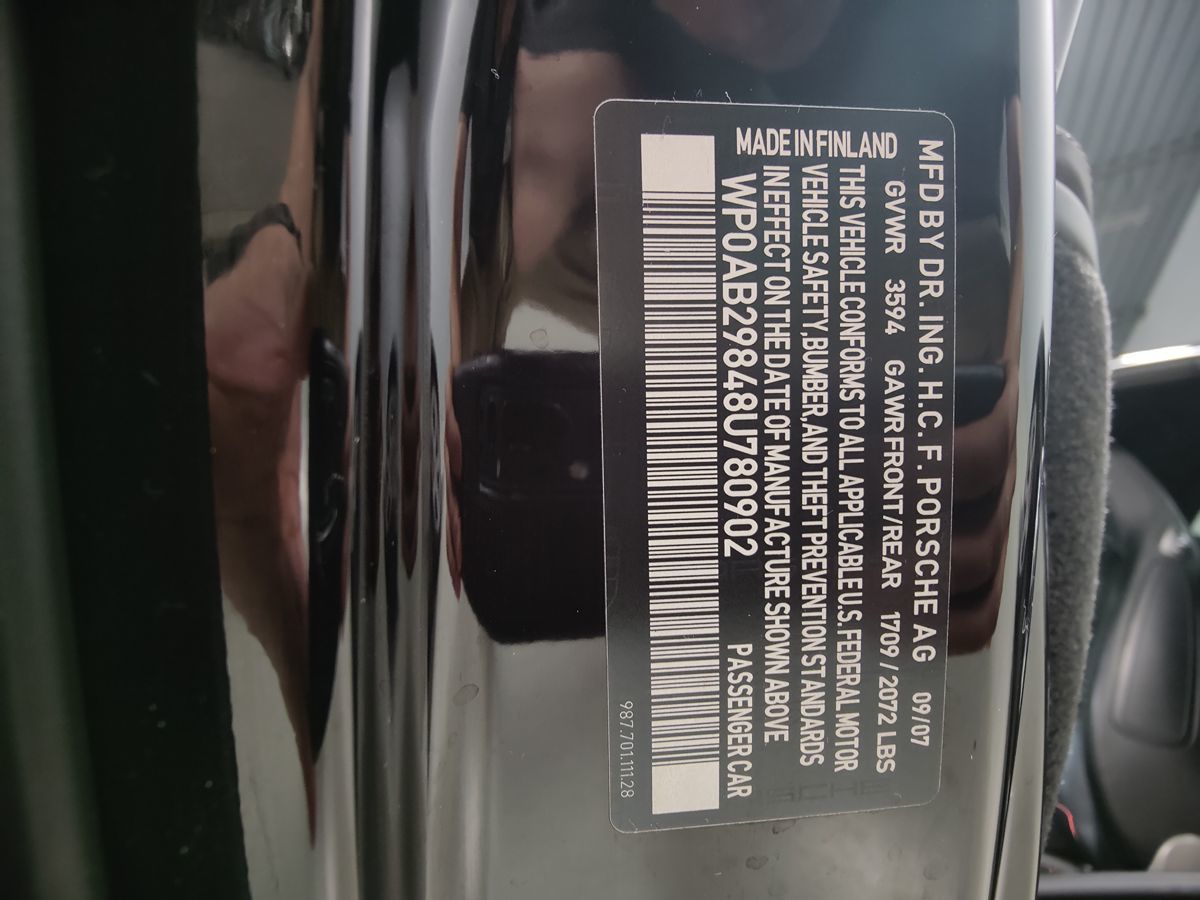 MFD BY DR. ING. H.C. F. PORSCHE AG 09/07
GVWR 3594 GAWR FRONT/REAR 1709 / 2072 LBS
THIS VEHICLE CONFORMS TO ALL APPLICABLE U.S. FEDERAL MOTOR
VEHICLE SAFETY, BUMBER, AND THEFT PREVENTION STANDARDS
IN EFFECT ON THE DATE OF MANUFACTURE SHOWN ABOVE
MADE IN FINLAND
WP0AB29848U780902 PASSENGER CAR
987.701.111.28